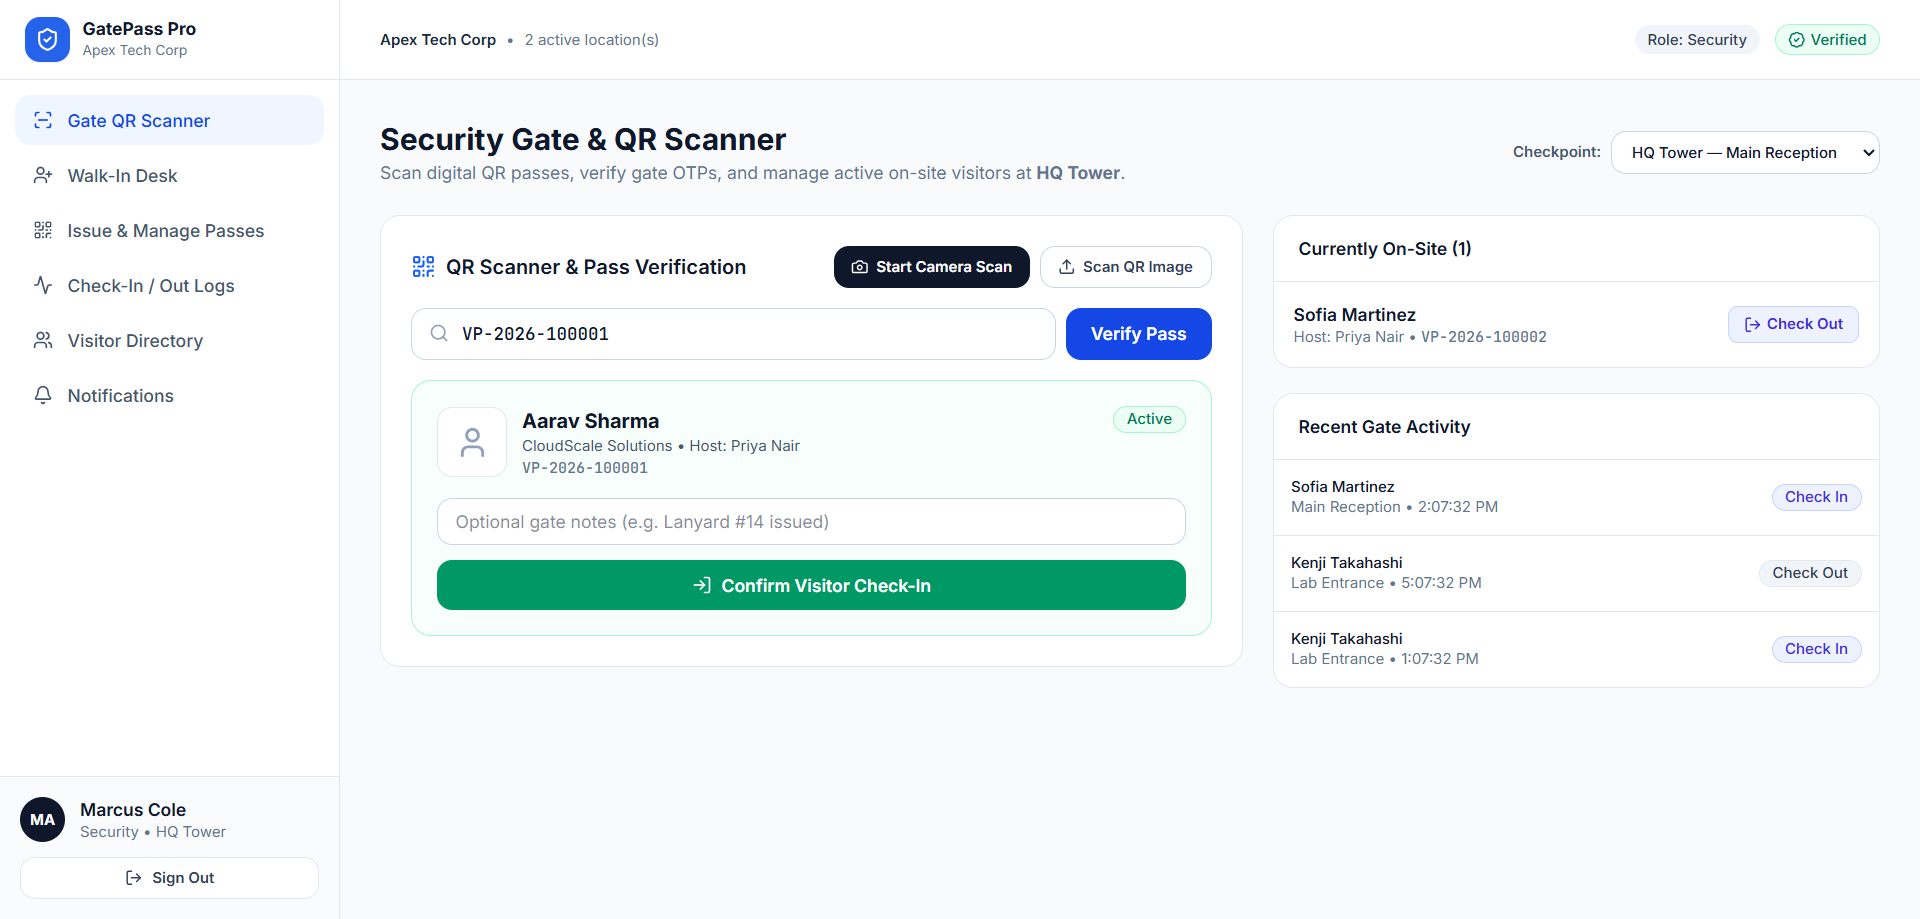 GatePass Pro
Apex Tech Corp
Apex Tech Corp • 2 active location(s)
Role: Security
Verified
Gate QR Scanner
Walk-In Desk
Issue & Manage Passes
Check-In / Out Logs
Visitor Directory
Notifications
Marcus Cole
MA
Security • HQ Tower
Sign Out
Security Gate & QR Scanner
Scan digital QR passes, verify gate OTPs, and manage active on-site visitors at HQ Tower.
Checkpoint:
HQ Tower — Main Reception
QR Scanner & Pass Verification
Start Camera Scan
Scan QR Image
VP-2026-100001
Verify Pass
Aarav Sharma
Active
CloudScale Solutions • Host: Priya Nair
VP-2026-100001
Optional gate notes (e.g. Lanyard #14 issued)
Confirm Visitor Check-In
Currently On-Site (1)
Sofia Martinez
Host: Priya Nair • VP-2026-100002
Check Out
Recent Gate Activity
Sofia Martinez
Main Reception • 2:07:32 PM
Check In
Kenji Takahashi
Lab Entrance • 5:07:32 PM
Check Out
Kenji Takahashi
Lab Entrance • 1:07:32 PM
Check In